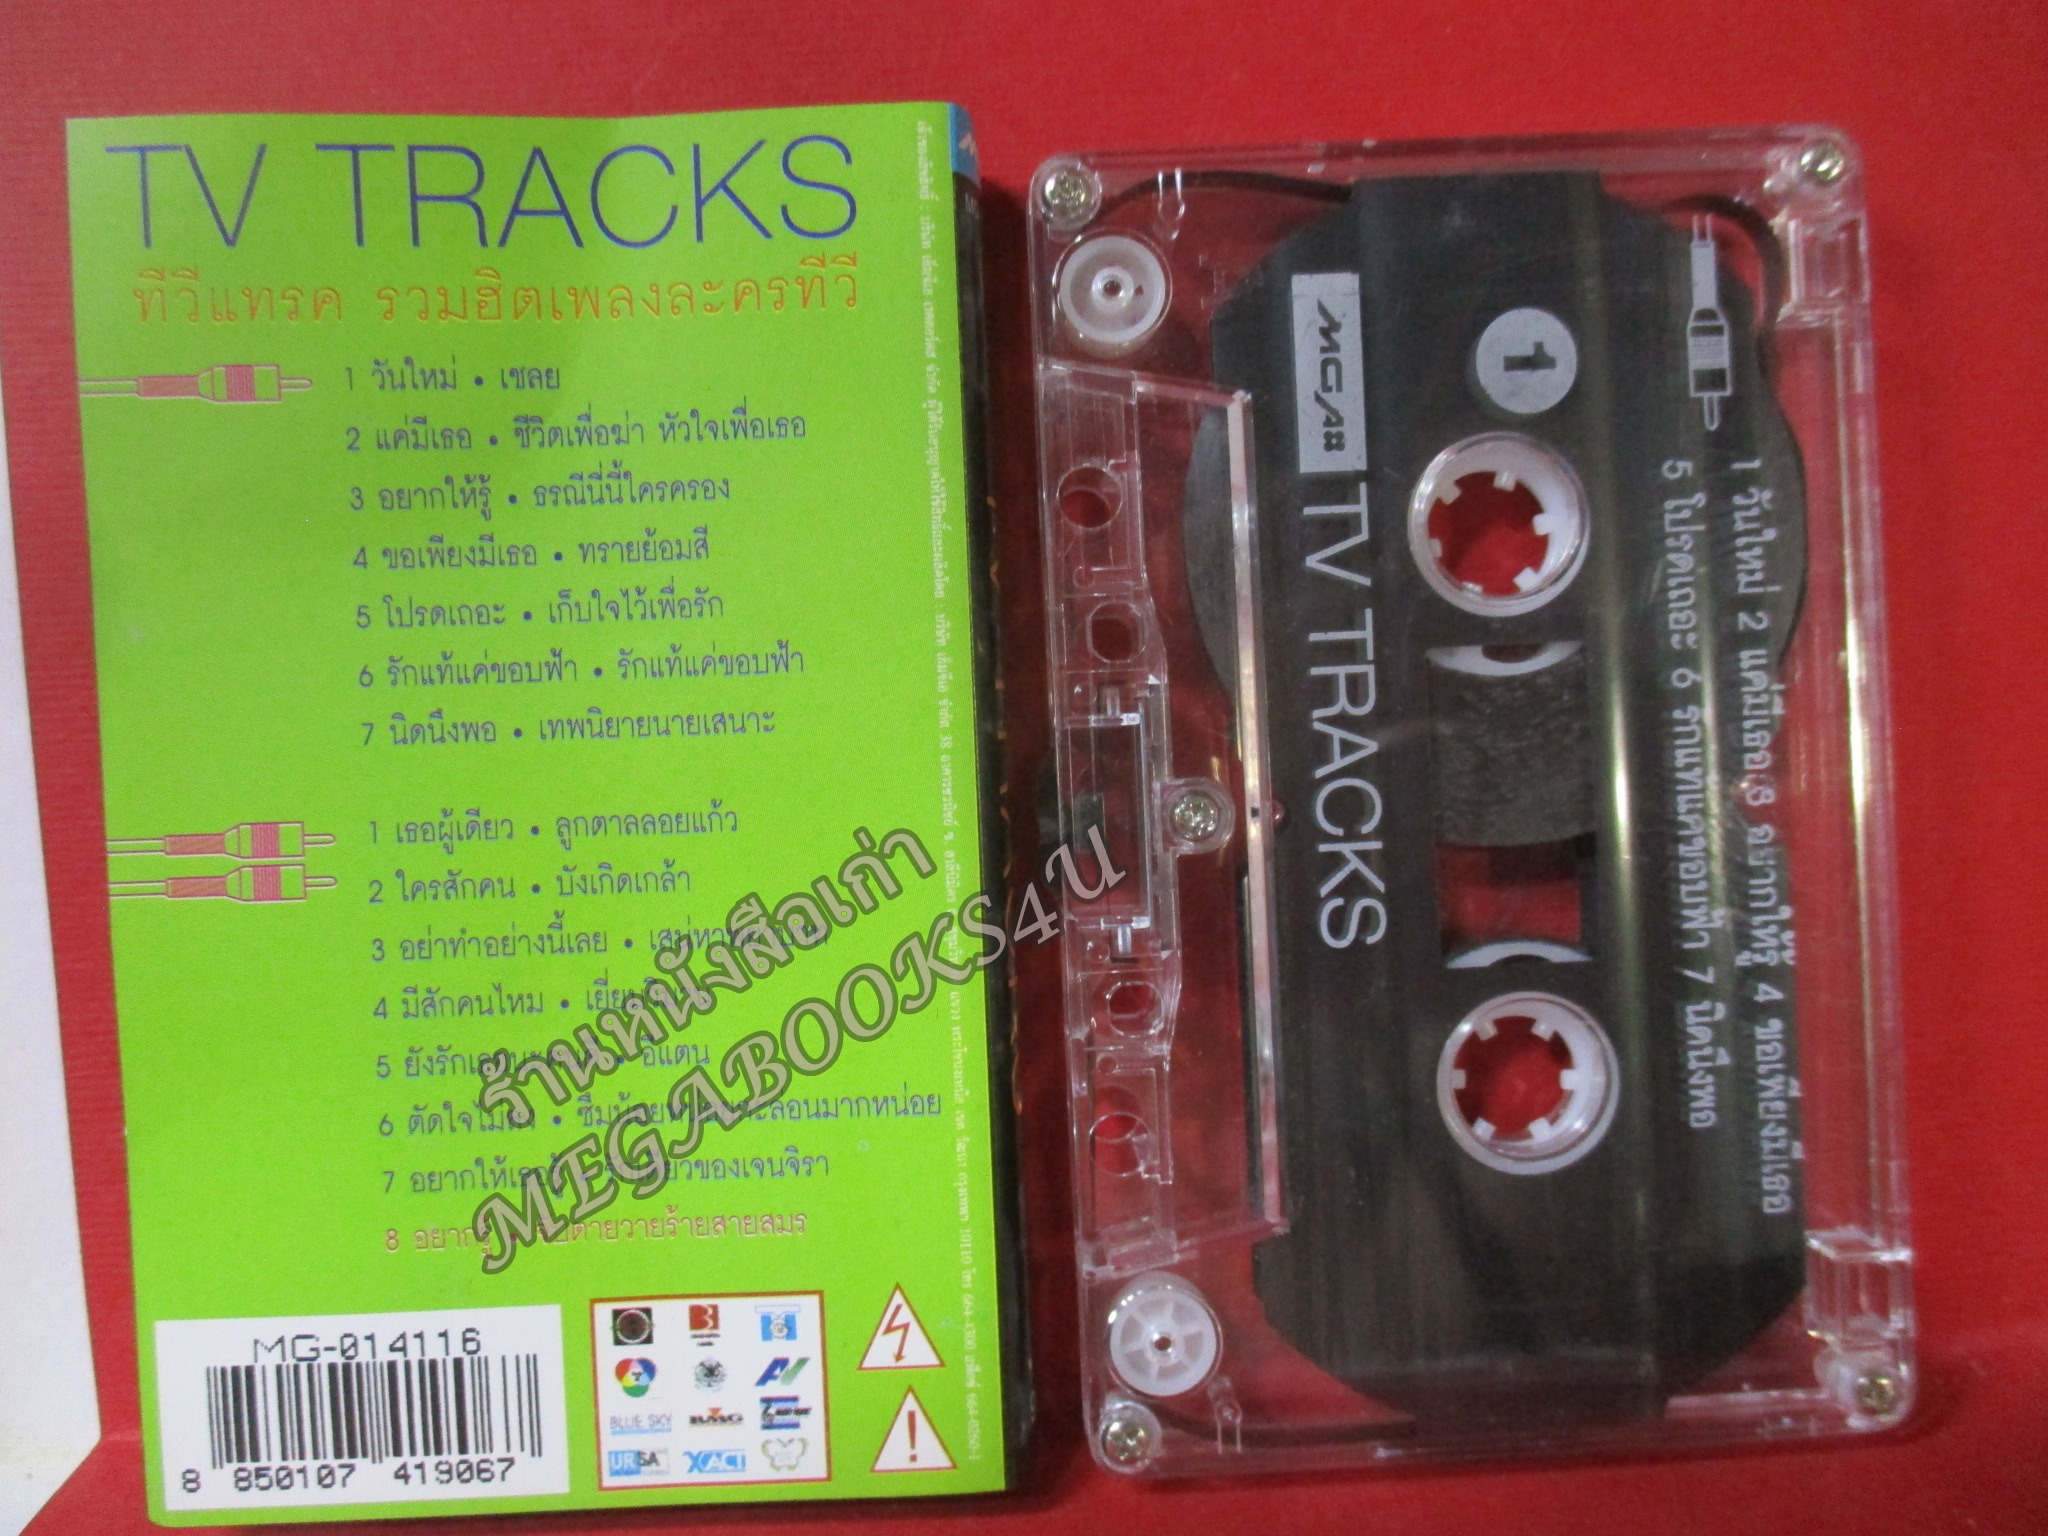 TV TRACKS
ทีวีแทรค รวมฮิตเพลงละครทีวี
1 วันใหม่ • เชลย
2 แค่มีเธอ • ชีวิตเพื่อฆ่า หัวใจเพื่อเธอ
3 อยากให้รู้ • ธรณีนี่นี้ใครครอง
4 ขอเพียงมีเธอ • ทรายย้อมสี
5 โปรดเถอะ • เก็บใจไว้เพื่อรัก
6 รักแท้แค่ขอบฟ้า • รักแท้แค่ขอบฟ้า
7 นิดนึงพอ • เทพนิยายนายเสนาะ
1 เธอผู้เดียว • ลูกตาลลอยแก้ว
2 ใครสักคน • บังเกิดเกล้า
3 อย่าทำอย่างนี้เลย •
4 มีสักคนไหม •
5 • อีแตน
6 ตัดใจไม่ลง •
7 อยากให้เธอรู้ •
8 อยากรู้ •
MG-014116
8 850107 419067
BLUE SKY
BMG
URSA
XACT
ร้านหนังสือเก่า
MEGABOOKS4U
MGA
TV TRACKS
1
1 วันใหม่ 2 แค่มีเธอ 3 อยากให้รู้ 4 ขอเพียงมีเธอ
5 โปรดเถอะ 6 รักแท้แค่ขอบฟ้า 7 นิดนึงพอ